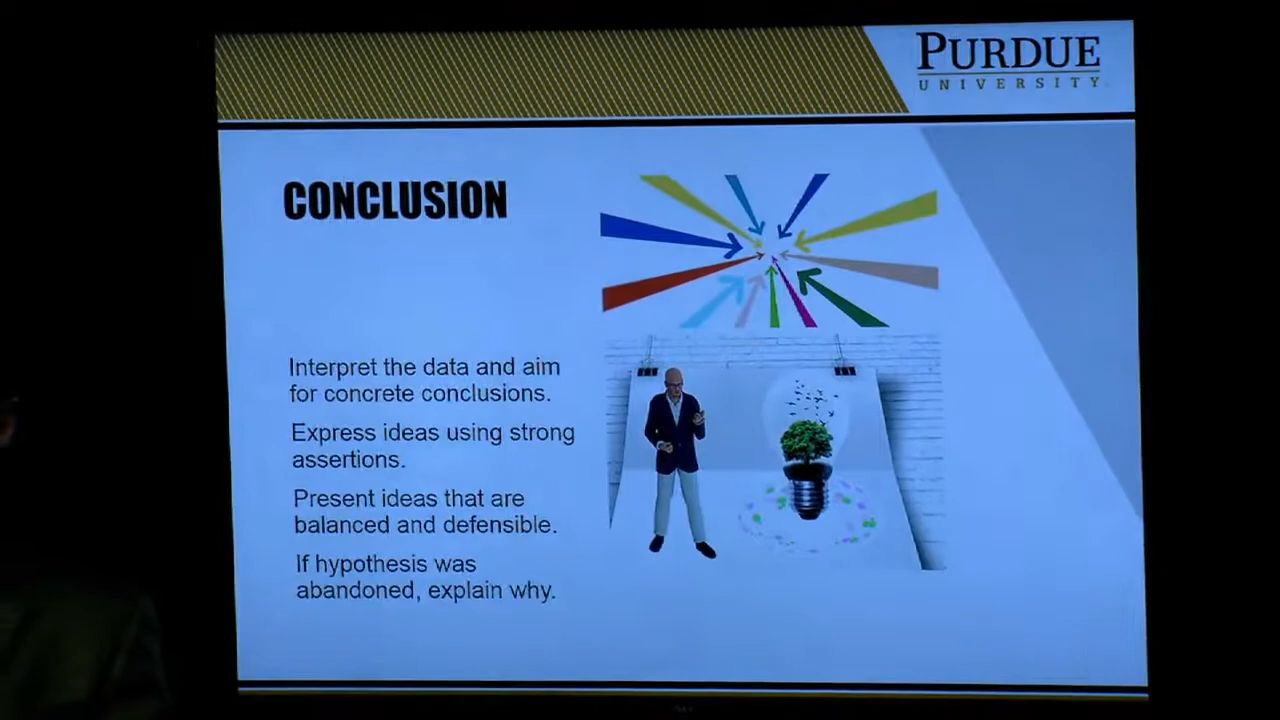 PURDUE
UNIVERSITY
CONCLUSION
Interpret the data and aim
for concrete conclusions.
Express ideas using strong
assertions.
Present ideas that are
balanced and defensible.
If hypothesis was
abandoned, explain why.